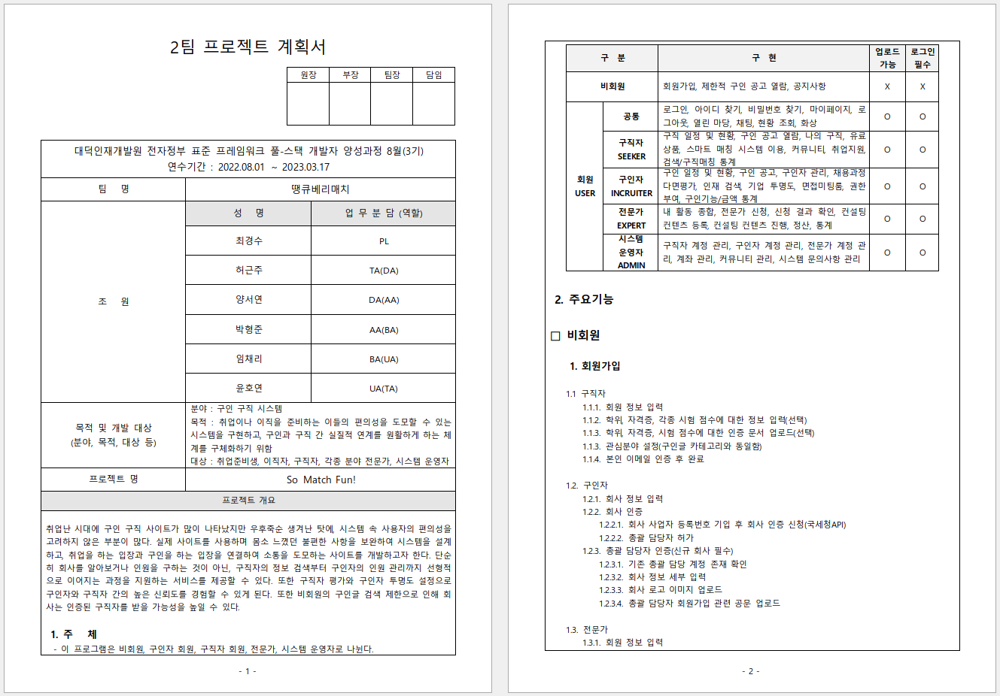 2팀 프로젝트 계획서
원장 부장 팀장 담임
대덕인재개발원 전자정부 표준 프레임워크 풀-스택 개발자 양성과정 8월(3기)
연수기간 : 2022.08.01 ~ 2023.03.17
팀 명 땡큐베리매치
조 원
성 명 업 무 분 담 (역할)
최경수 PL
허근주 TA(DA)
양서연 DA(AA)
박형준 AA(BA)
임채리 BA(UA)
윤호연 UA(TA)
목적 및 개발 대상
(분야, 목적, 대상 등)
분야 : 구인 구직 시스템
목적 : 취업이나 이직을 준비하는 이들의 편의성을 도모할 수 있는
시스템을 구현하고, 구인과 구직 간 실질적 연계를 원활하게 하는 체
계를 구체화하기 위함
대상 : 취업준비생, 이직자, 구직자, 각종 분야 전문가, 시스템 운영자
프로젝트 명 So Match Fun!
프로젝트 개요
취업난 시대에 구인 구직 사이트가 많이 나타났지만 우후죽순 생겨난 탓에, 시스템 속 사용자의 편의성을
고려하지 않은 부분이 많다. 실제 사이트를 사용하며 몸소 느꼈던 불편한 사항을 보완하여 시스템을 설계
하고, 취업을 하는 입장과 구인을 하는 입장을 연결하여 소통을 도모하는 사이트를 개발하고자 한다. 단순
히 회사를 알아보거나 인원을 구하는 것이 아닌, 구직자의 정보 검색부터 구인자의 인원 관리까지 선형적
으로 이어지는 과정을 지원하는 서비스를 제공할 수 있다. 또한 구직자 평가와 구인자 투명도 설정으로
구인자와 구직자 간의 높은 신뢰도를 경험할 수 있게 된다. 또한 비회원의 구인글 검색 제한으로 인해 회
사는 인증된 구직자를 받을 가능성을 높일 수 있다.
1. 주 체
- 이 프로그램은 비회원, 구인자 회원, 구직자 회원, 전문가, 시스템 운영자로 나뉜다.
- 1 -
구 분 구 현 업로드 가능 로그인 필수
비회원 회원가입, 제한적 구인 공고 열람, 공지사항 X X
회원
USER
공통
로그인, 아이디 찾기, 비밀번호 찾기, 마이페이지, 로
그아웃, 열린 마당, 채팅, 현황 조회, 화상
O O
구직자
SEEKER
구직 일정 및 현황, 구인 공고 열람, 나의 구직, 유료
상품, 스마트 매칭 시스템 이용, 커뮤니티, 취업지원,
검색/구직매칭 통계
O O
구인자
INCRUITER
구인 일정 및 현황, 구인 공고, 구인자 관리, 채용과정
다면평가, 인재 검색, 기업 투명도, 면접미팅룸, 권한
부여, 구인기능/금액 통계
O O
전문가
EXPERT
내 활동 종합, 전문가 신청, 신청 결과 확인, 컨설팅
컨텐츠 등록, 컨설팅 컨텐츠 진행, 정산, 통계
O O
시스템
운영자
ADMIN
구직자 계정 관리, 구인자 계정 관리, 전문가 계정 관
리, 계좌 관리, 커뮤니티 관리, 시스템 문의사항 관리
O O
2. 주요기능
□ 비회원
1. 회원가입
1.1 구직자
1.1.1. 회원 정보 입력
1.1.2. 학위, 자격증, 각종 시험 점수에 대한 정보 입력(선택)
1.1.3. 학위, 자격증, 시험 점수에 대한 인증 문서 업로드(선택)
1.1.3. 관심분야 설정(구인글 카테고리와 동일함)
1.1.4. 본인 이메일 인증 후 완료
1.2. 구인자
1.2.1. 회사 정보 입력
1.2.2. 회사 인증
1.2.2.1. 회사 사업자 등록번호 기입 후 회사 인증 신청(국세청API)
1.2.2.2. 총괄 담당자 허가
1.2.3. 총괄 담당자 인증(신규 회사 필수)
1.2.3.1. 기존 총괄 담당 계정 존재 확인
1.2.3.2. 회사 정보 세부 입력
1.2.3.3. 회사 로고 이미지 업로드
1.2.3.4. 총괄 담당자 회원가입 관련 공문 업로드
1.3. 전문가
1.3.1. 회원 정보 입력
- 2 -